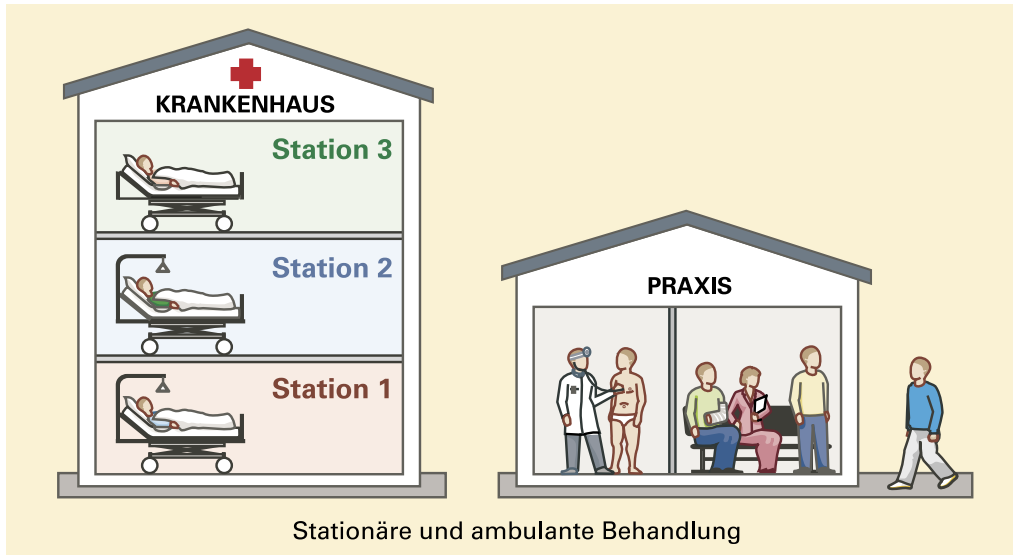 KRANKENHAUS
Station 3
Station 2
Station 1
PRAXIS
Stationäre und ambulante Behandlung